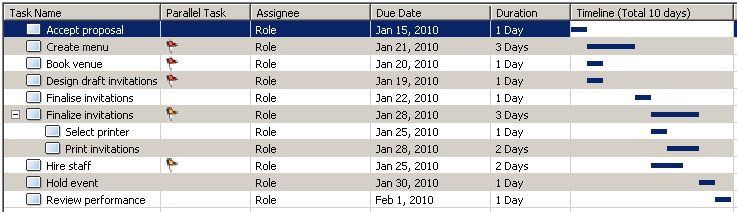 Task Name Parallel Task Assignee Due Date Duration Timeline (Total 10 days)
Accept proposal Role Jan 15, 2010 1 Day
Create menu Role Jan 21, 2010 3 Days
Book venue Role Jan 20, 2010 1 Day
Design draft invitations Role Jan 19, 2010 1 Day
Finalise invitations Role Jan 22, 2010 1 Day
Finalize invitations Role Jan 28, 2010 3 Days
Select printer Role Jan 25, 2010 1 Day
Print invitations Role Jan 28, 2010 2 Days
Hire staff Role Jan 25, 2010 2 Days
Hold event Role Jan 30, 2010 1 Day
Review performance Role Feb 1, 2010 1 Day